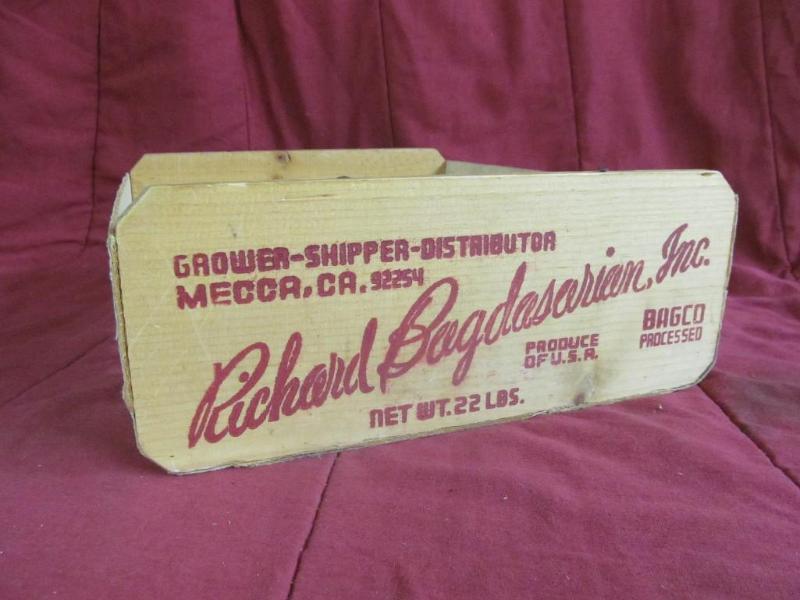 GROWER-SHIPPER-DISTRIBUTOR
MECCA, CA. 92254
Richard Bagdasarian, Inc.
PRODUCE
OF U.S.A.
BAGCO
PROCESSED
NET WT. 22 LBS.